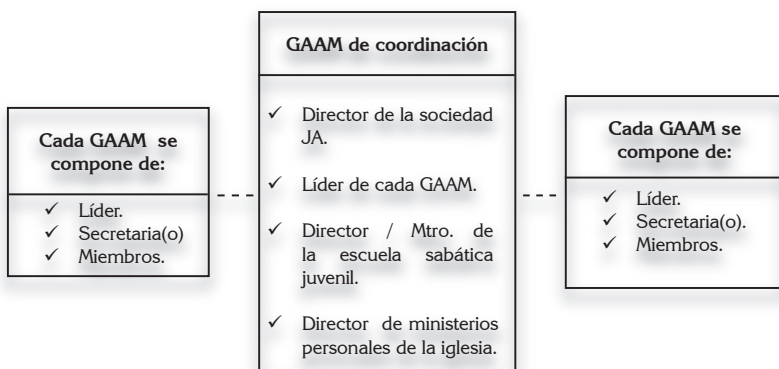 GAAM de coordinación
✓ Director de la sociedad
JA.
✓ Líder de cada GAAM.
✓ Director / Mtro. de
la escuela sabática
juvenil.
✓ Director de ministerios
personales de la iglesia.
Cada GAAM se
compone de:
✓ Líder.
✓ Secretaria(o)
✓ Miembros.
Cada GAAM se
compone de:
✓ Líder.
✓ Secretaria(o).
✓ Miembros.